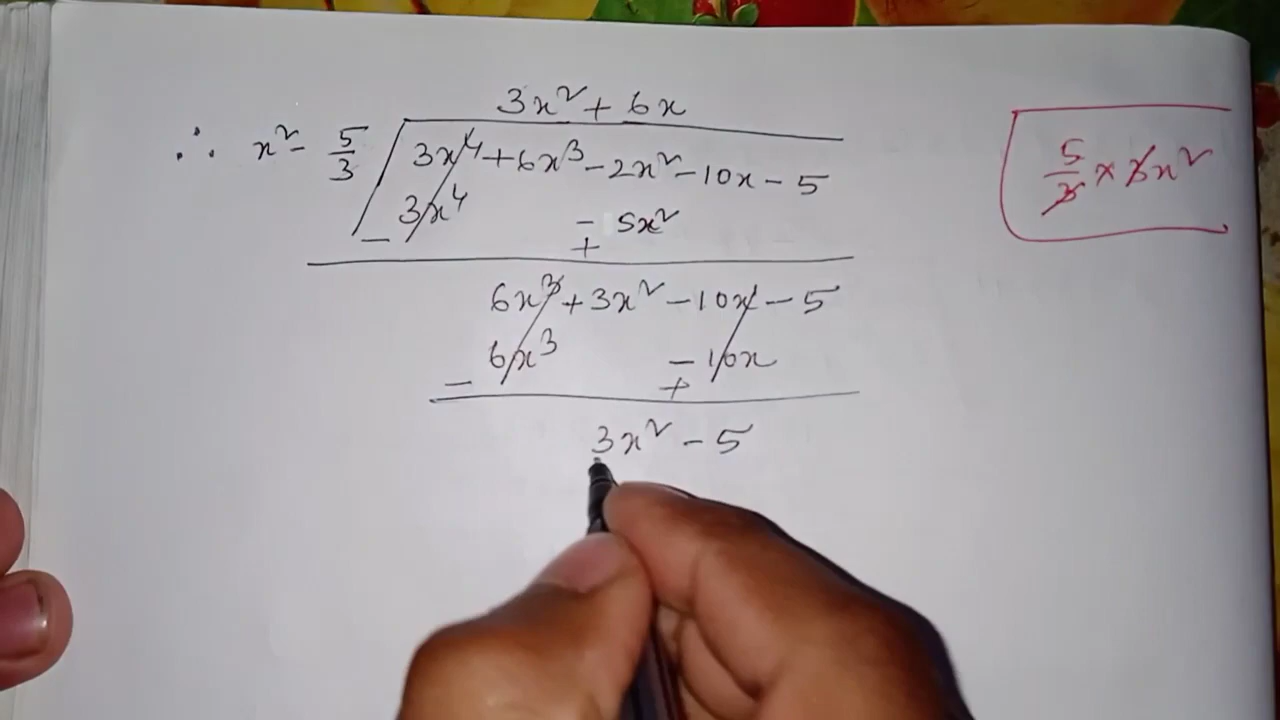 3x² + 6x
∴ x² - 5/3 3x⁴ + 6x³ - 2x² - 10x - 5
3x⁴ - 5x²
- +
6x³ + 3x² - 10x - 5
6x³ - 10x
- +
3x² - 5
5/3 × 3x²